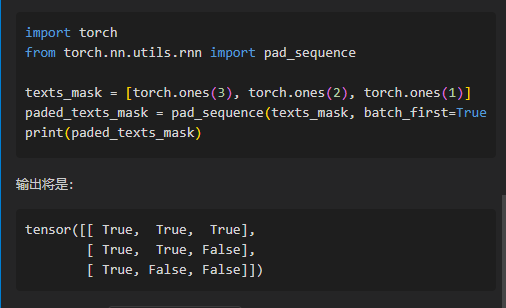 import torch
from torch.nn.utils.rnn import pad_sequence
texts_mask = [torch.ones(3), torch.ones(2), torch.ones(1)]
paded_texts_mask = pad_sequence(texts_mask, batch_first=True
print(paded_texts_mask)
输出将是:
tensor([[ True,  True,  True],
        [ True,  True, False],
        [ True, False, False]])